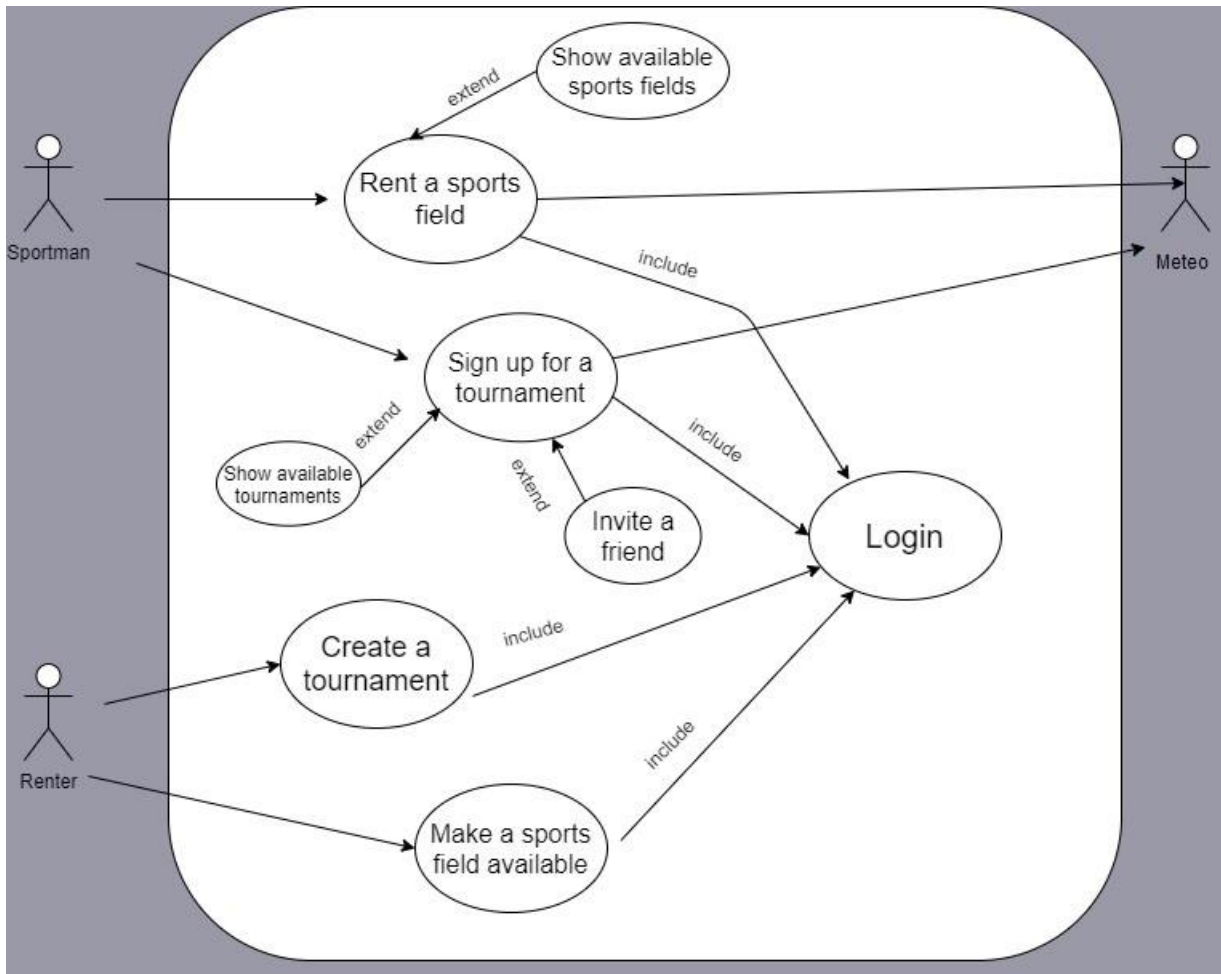 Show available
sports fields
extend
Rent a sports
field
Sportman
Meteo
include
Sign up for a
tournament
extend
include
Show available
tournaments
extend
Invite a
friend
Login
Create a
tournament
include
Renter
include
Make a sports
field available